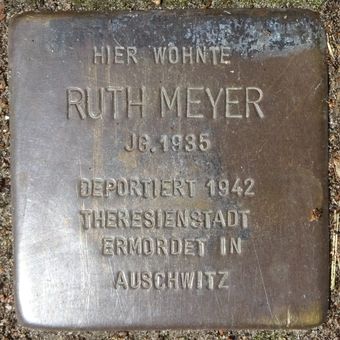 HIER WOHNTE
RUTH MEYER
JG. 1935
DEPORTIERT 1942
THERESIENSTADT
ERMORDET IN
AUSCHWITZ